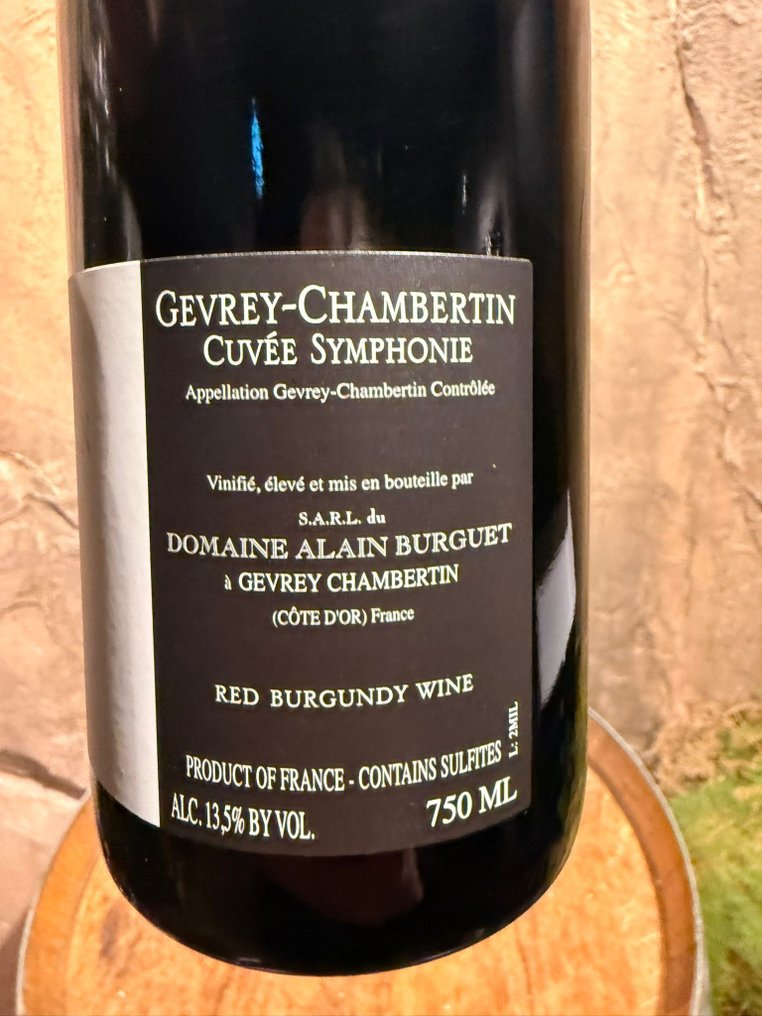 GEVREY-CHAMBERTIN
CUVÉE SYMPHONIE
Appellation Gevrey-Chambertin Contrôlée
Vinifié, élevé et mis en bouteille par
S.A.R.L. du
DOMAINE ALAIN BURGUET
à GEVREY CHAMBERTIN
(CÔTE D'OR) France
RED BURGUNDY WINE
PRODUCT OF FRANCE - CONTAINS SULFITES
ALC. 13,5% BY VOL.
750 ML
L: 2MIL